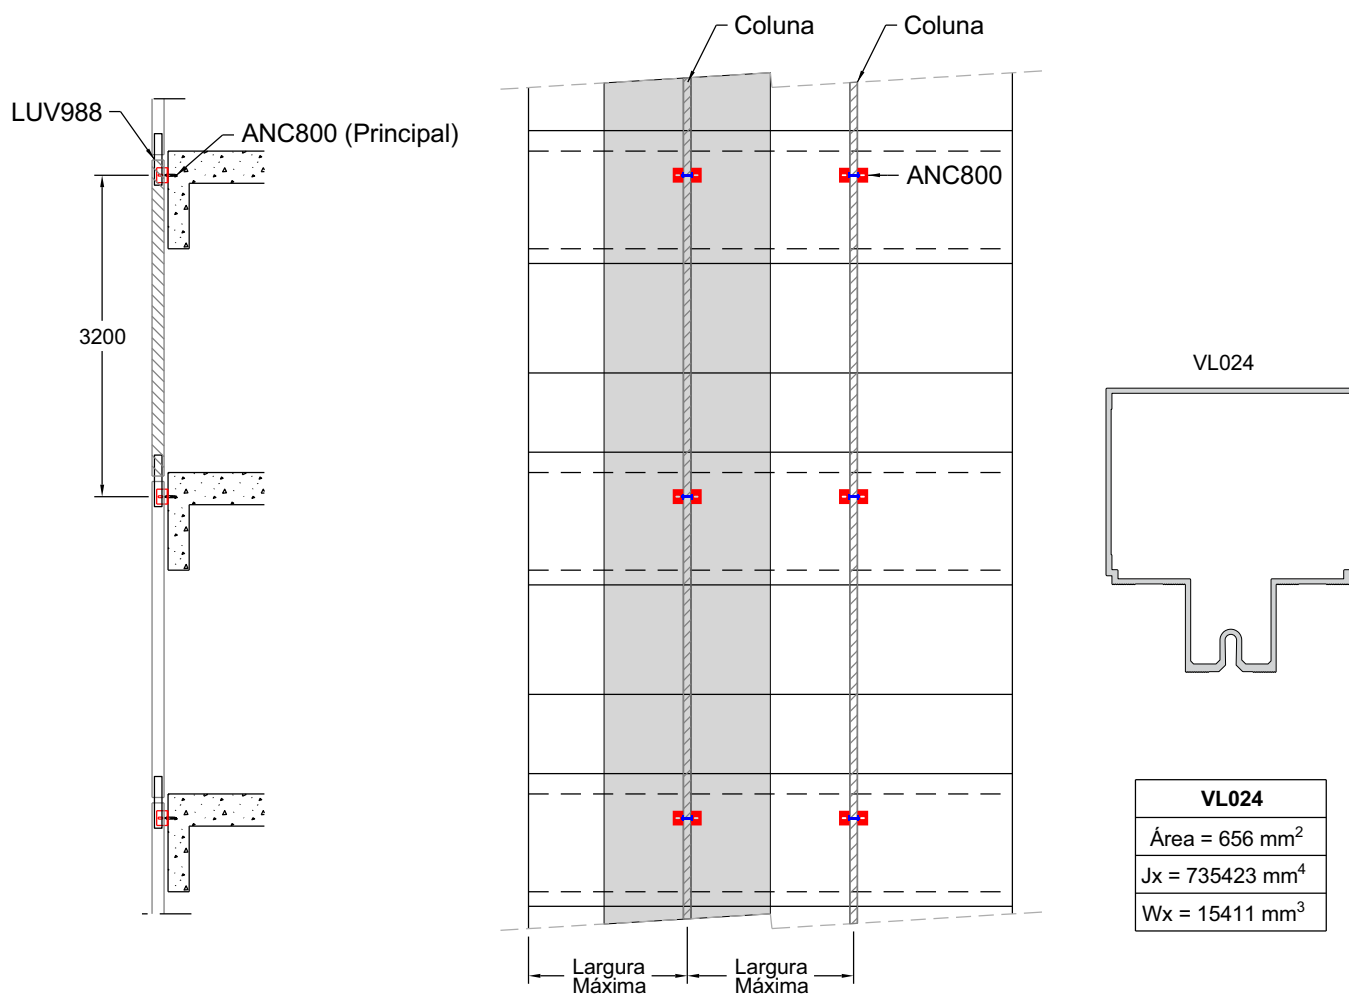 Coluna
Coluna
LUV988
ANC800 (Principal)
ANC800
3200
VL024
VL024
Área = 656 mm²
Jx = 735423 mm⁴
Wx = 15411 mm³
Largura
Máxima
Largura
Máxima